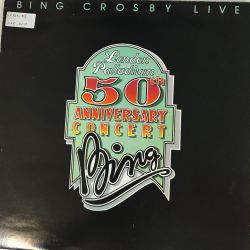 BING CROSBY LIVE
London
Palladium
50th
ANNIVERSARY
CONCERT
Bing